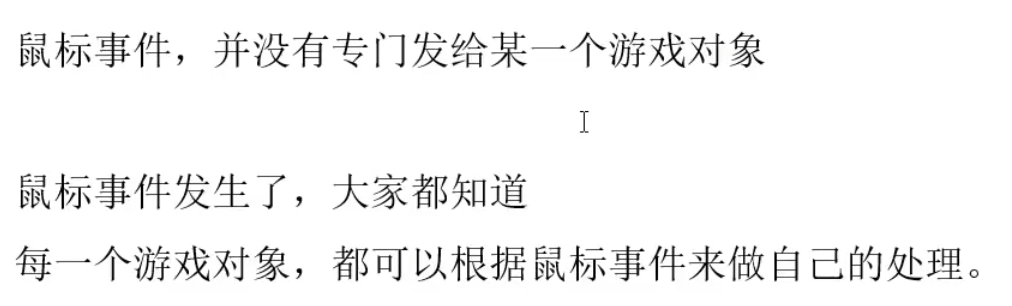 鼠标事件，并没有专门发给某一个游戏对象
鼠标事件发生了，大家都知道
每一个游戏对象，都可以根据鼠标事件来做自己的处理。